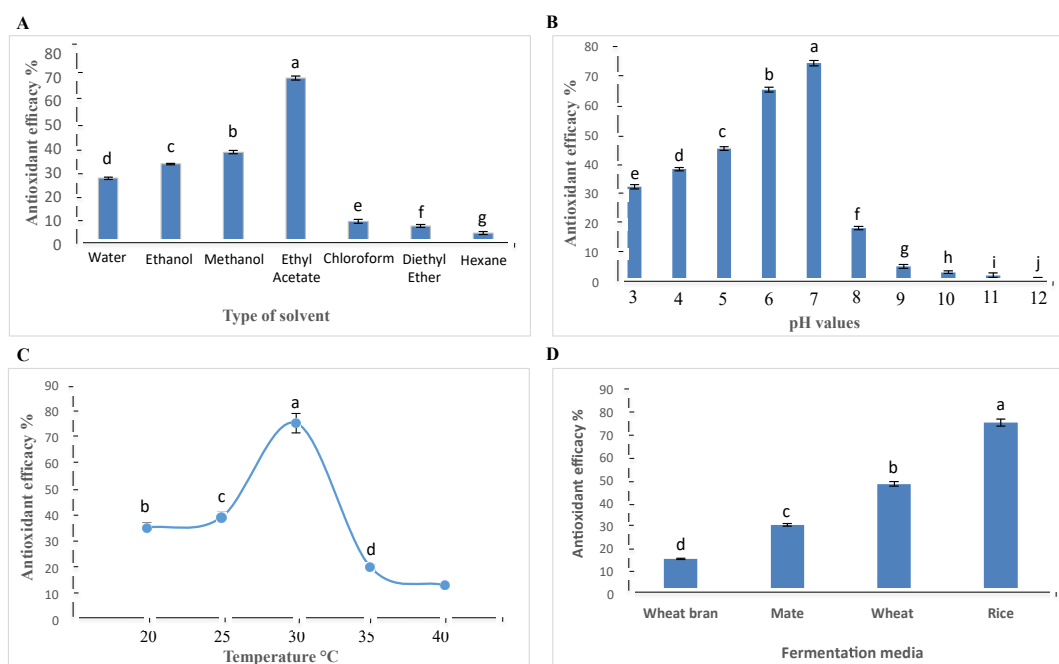 A
Antioxidant efficacy %
80
70
60
50
40
30
20
10
0
d
c
b
a
e
f
g
Water
Ethanol
Methanol
Ethyl
Acetate
Chloroform
Diethyl
Ether
Hexane
Type of solvent
B
Antioxidant efficacy %
80
70
60
50
40
30
20
10
0
e
d
c
b
a
f
g
h
i
j
3 4 5 6 7 8 9 10 11 12
pH values
C
Antioxidant efficacy %
90
80
70
60
50
40
30
20
10
0
b
c
a
d
20 25 30 35 40
Temperature °C
D
Antioxidant efficacy %
90
80
70
60
50
40
30
20
10
0
d
c
b
a
Wheat bran Mate Wheat Rice
Fermentation media